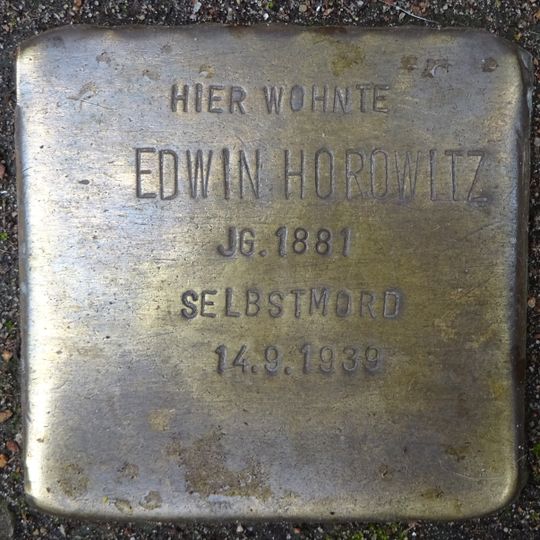 HIER WOHNTE
EDWIN HOROWITZ
JG. 1881
SELBSTMORD
14.9.1939